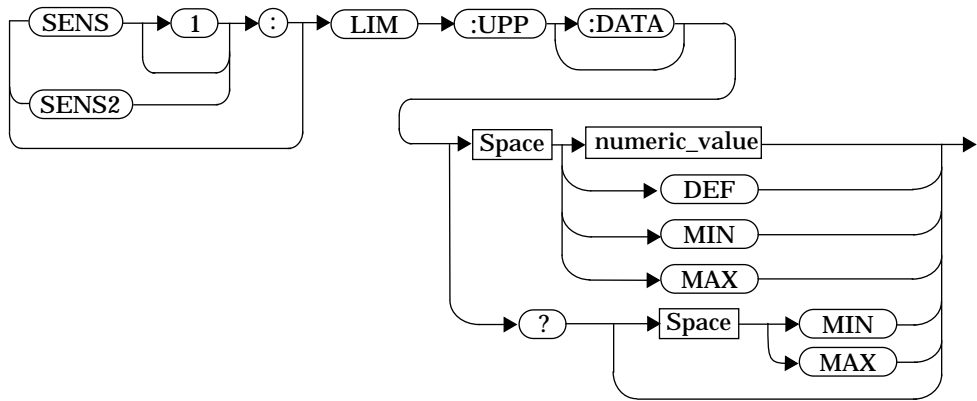 SENS 1 : LIM :UPP :DATA
SENS2
Space numeric_value
DEF
MIN
MAX
? Space MIN
MAX